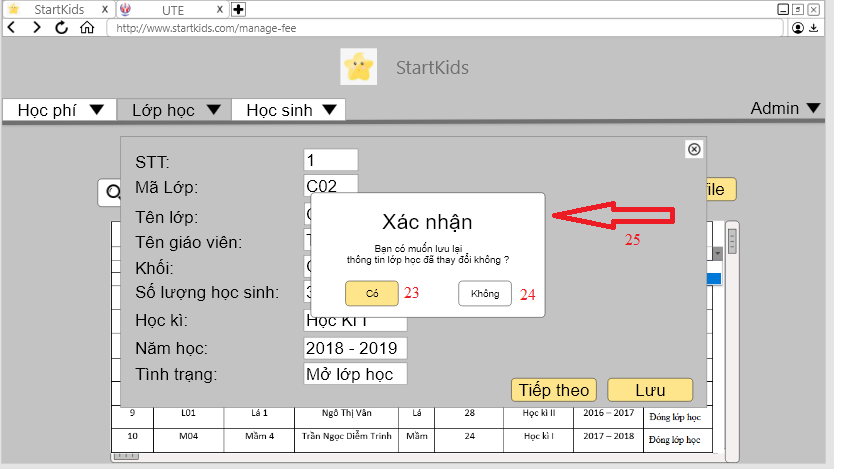 StartKids X UTE X
http://www.startkids.com/manage-fee
StartKids
Học phí Lớp học Học sinh Admin
STT: 1
Mã Lớp: C02
ile
Tên lớp:
Tên giáo viên:
Khối:
Số lượng học sinh:
Học kì: Học Kì I
Năm học: 2018 - 2019
Tình trạng: Mở lớp học
Xác nhận
Bạn có muốn lưu lại
thông tin lớp học đã thay đổi không ?
Có 23 Không 24
25
Tiếp theo Lưu
9 L01 Lá 1 Ngô Thị Vân Lá 28 Học kì II 2016 – 2017 Đóng lớp học
10 M04 Mầm 4 Trần Ngọc Diễm Trinh Mầm 24 Học kì I 2017 – 2018 Đóng lớp học